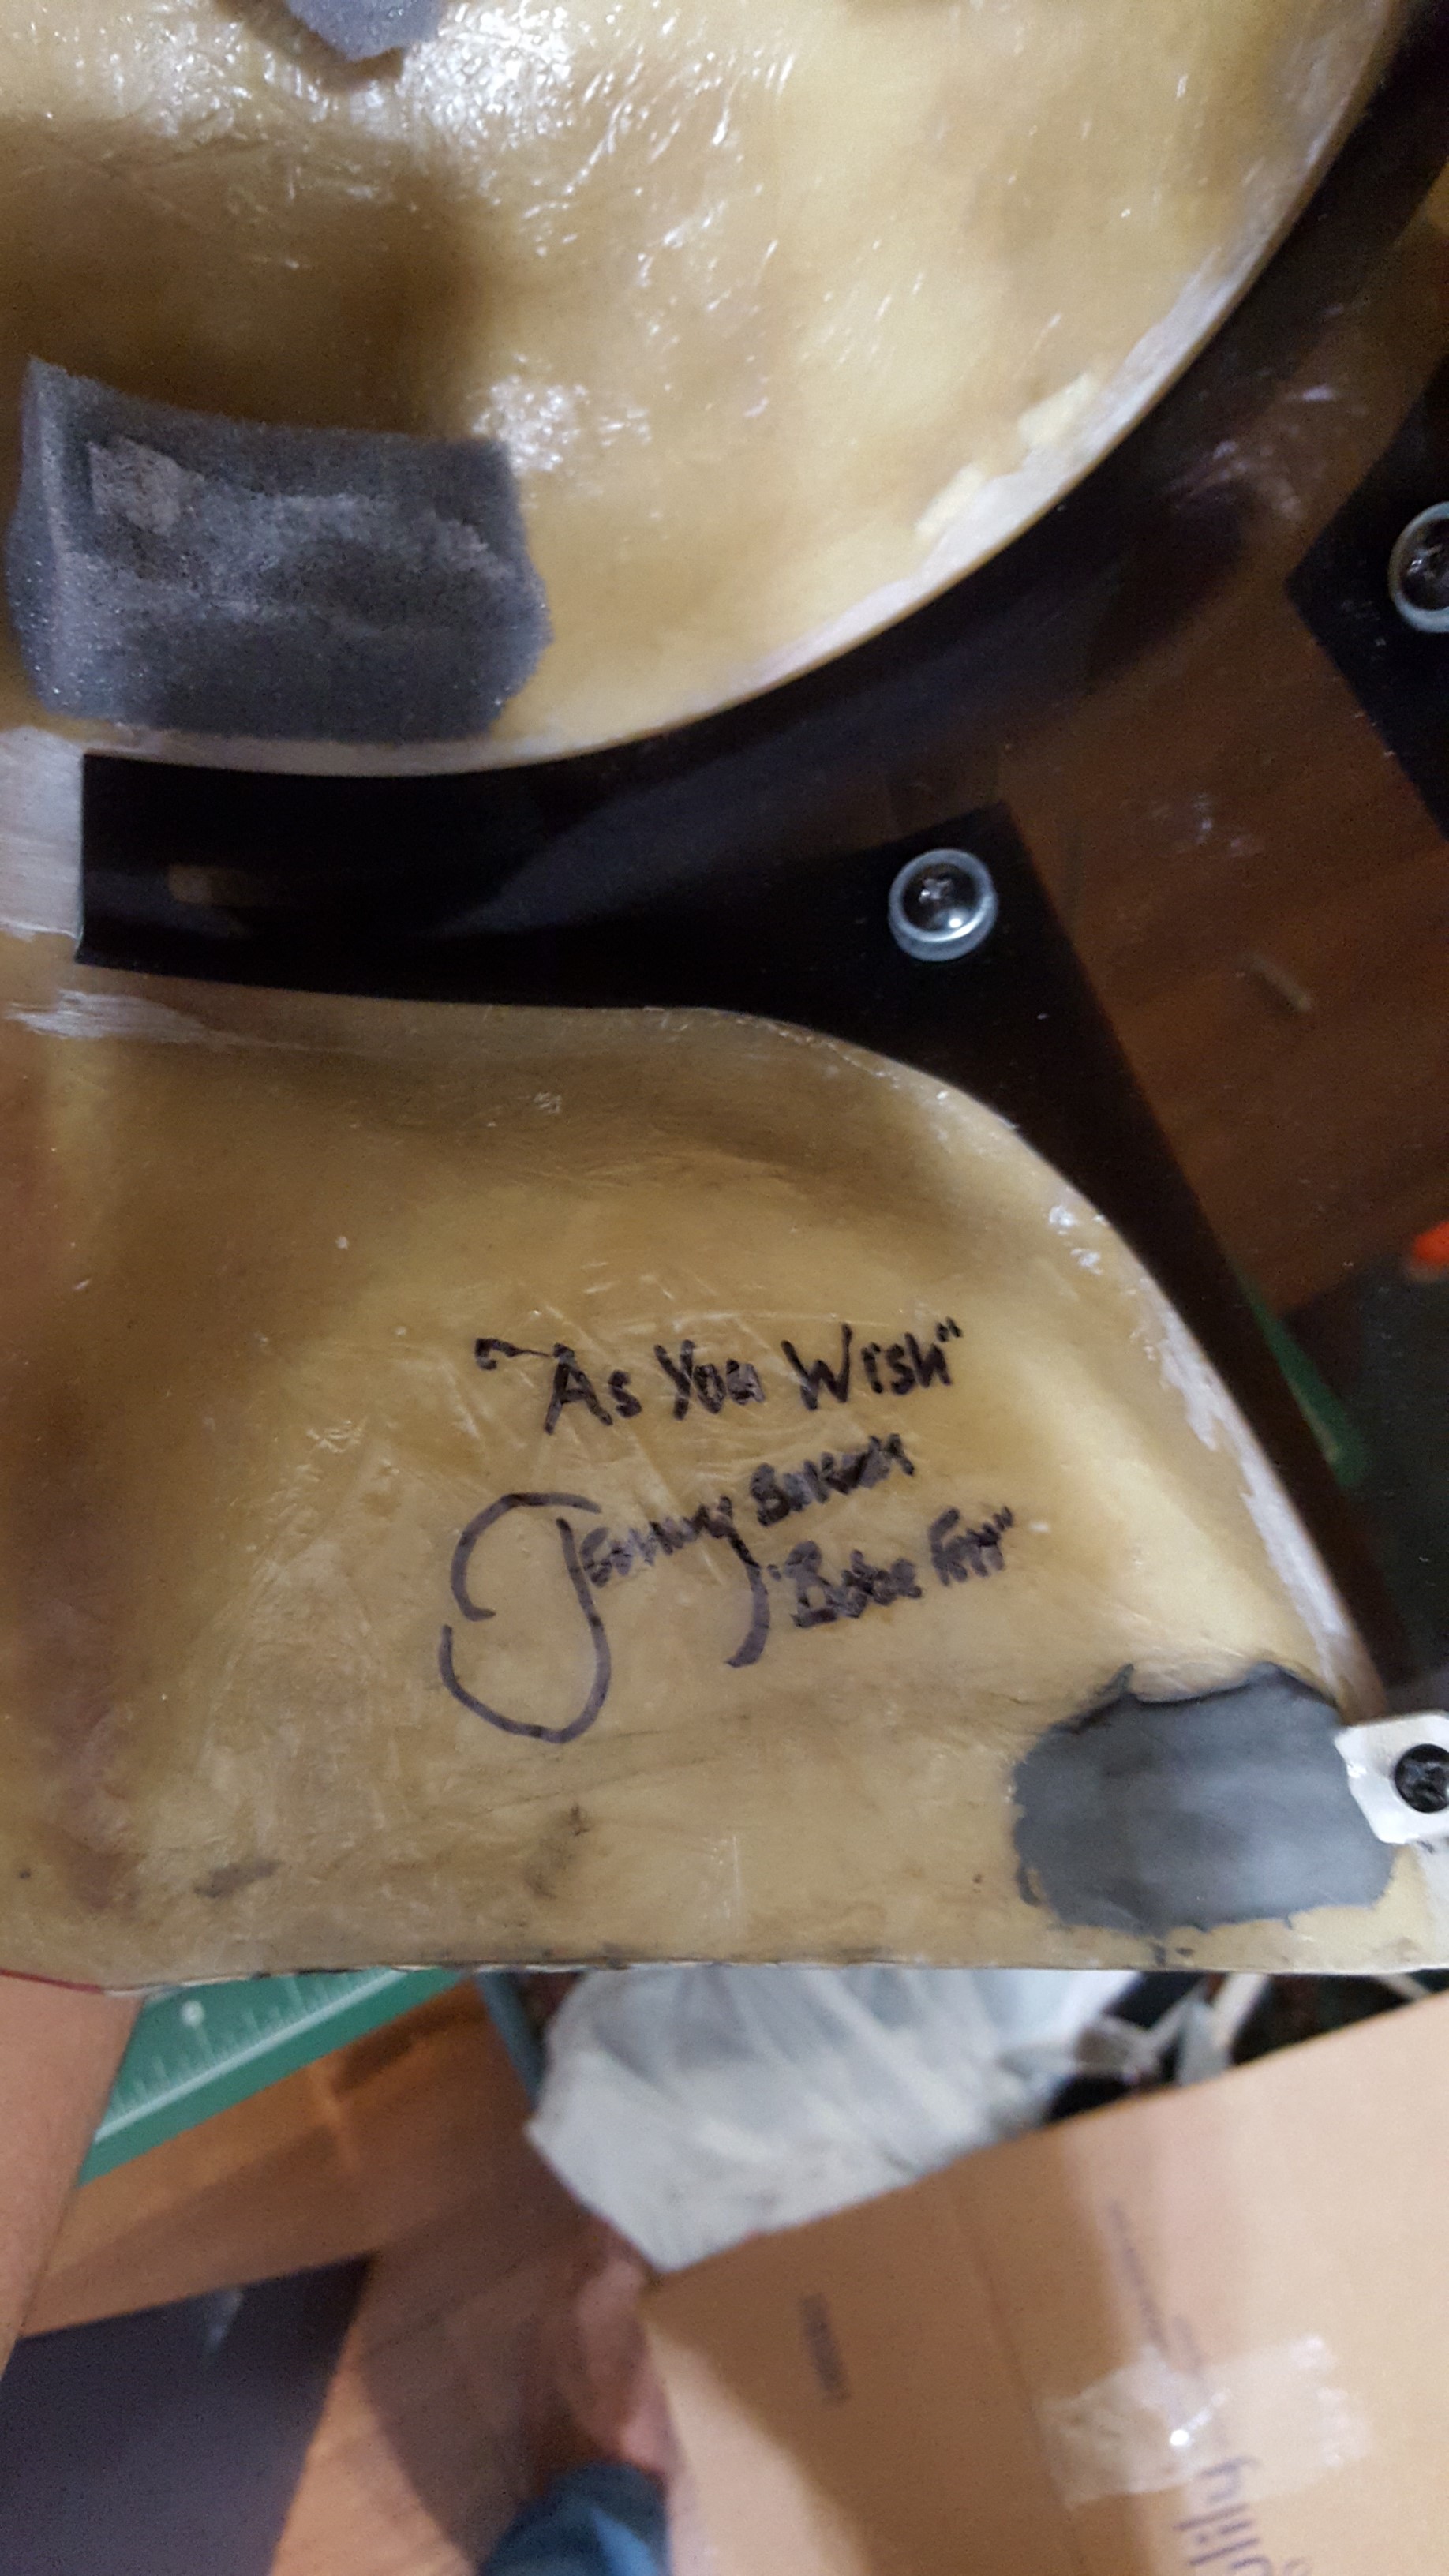 "As You Wish"
Jeremy Bulloch
"Boba Fett"